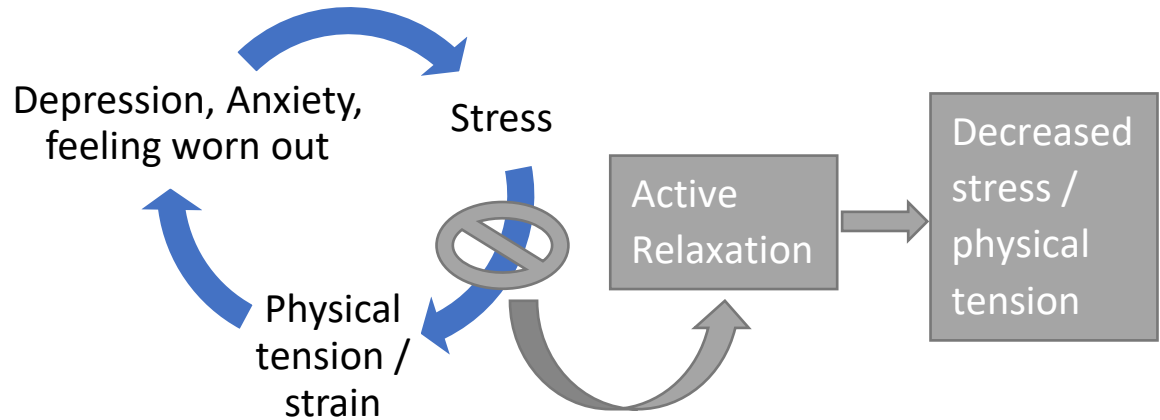 Depression, Anxiety,
feeling worn out
Stress
Physical
tension /
strain
Active
Relaxation
Decreased
stress /
physical
tension